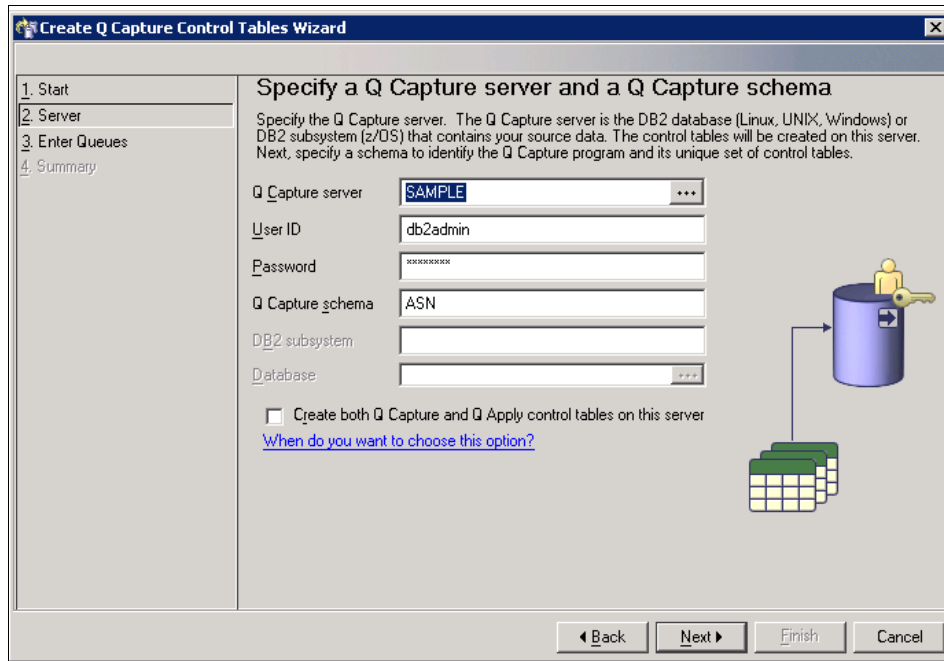 Create Q Capture Control Tables Wizard
1. Start
2. Server
3. Enter Queues
4. Summary
Specify a Q Capture server and a Q Capture schema
Specify the Q Capture server. The Q Capture server is the DB2 database (Linux, UNIX, Windows) or
DB2 subsystem (z/OS) that contains your source data. The control tables will be created on this server.
Next, specify a schema to identify the Q Capture program and its unique set of control tables.
Q Capture server SAMPLE ...
User ID db2admin
Password ********
Q Capture schema ASN
DB2 subsystem
Database ...
Create both Q Capture and Q Apply control tables on this server
When do you want to choose this option?
Back Next Finish Cancel